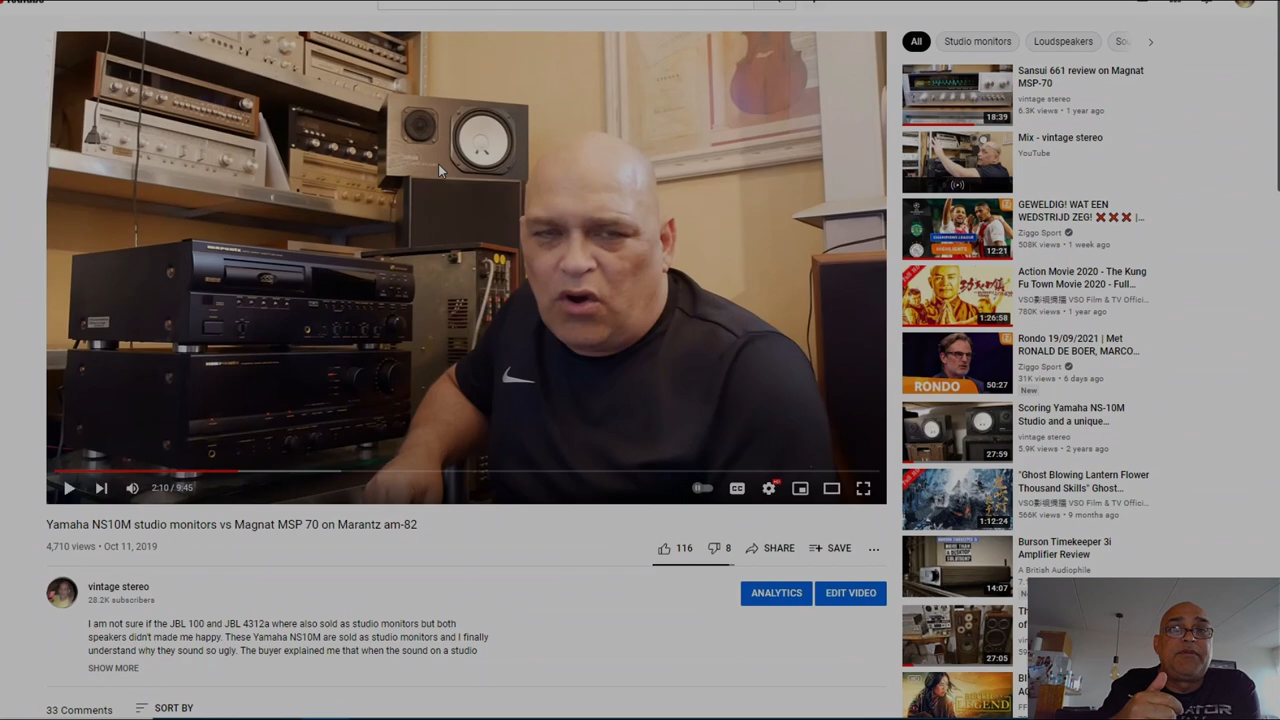 All
Studio monitors
Loudspeakers
2:10 / 9:45
Yamaha NS10M studio monitors vs Magnat MSP 70 on Marantz am-82
4,710 views • Oct 11, 2019
116
8
SHARE
SAVE
vintage stereo
28.2K subscribers
ANALYTICS
EDIT VIDEO
I am not sure if the JBL 100 and JBL 4312a where also sold as studio monitors but both
speakers didn't made me happy. These Yamaha NS10M are sold as studio monitors and I finally
understand why they sound so ugly. The buyer explained me that when the sound on a studio
SHOW MORE
33 Comments
SORT BY
Sansui 661 review on Magnat
MSP-70
vintage stereo
6.3K views • 1 year ago
18:39
Mix - vintage stereo
YouTube
GEWELDIG! WAT EEN
WEDSTRIJD ZEG! ❌❌❌ |...
Ziggo Sport
508K views • 1 week ago
12:21
Action Movie 2020 - The Kung
Fu Town Movie 2020 - Full...
780K views • 1 year ago
1:26:58
Rondo 19/09/2021 | Met
RONALD DE BOER, MARCO...
Ziggo Sport
31K views • 6 days ago
New
RONDO
50:27
Scoring Yamaha NS-10M
Studio and a unique...
vintage stereo
5.9K views • 2 years ago
27:59
"Ghost Blowing Lantern Flower
Thousand Skills" Ghost...
566K views • 9 months ago
1:12:24
Burson Timekeeper 3i
Amplifier Review
A British Audiophile
14:07
27:05